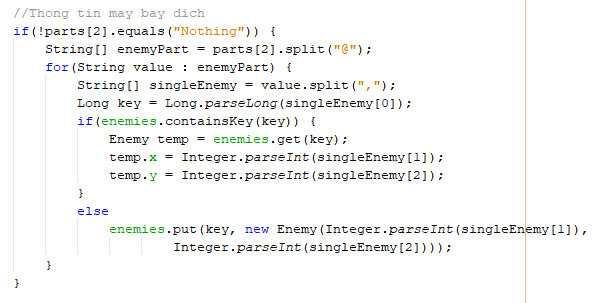 //Thong tin may bay dich
if(!parts[2].equals("Nothing")) {
String[] enemyPart = parts[2].split("@");
for(String value : enemyPart) {
String[] singleEnemy = value.split(",");
Long key = Long.parseLong(singleEnemy[0]);
if(enemies.containsKey(key)) {
Enemy temp = enemies.get(key);
temp.x = Integer.parseInt(singleEnemy[1]);
temp.y = Integer.parseInt(singleEnemy[2]);
}
else
enemies.put(key, new Enemy(Integer.parseInt(singleEnemy[1]),
Integer.parseInt(singleEnemy[2])));
}
}